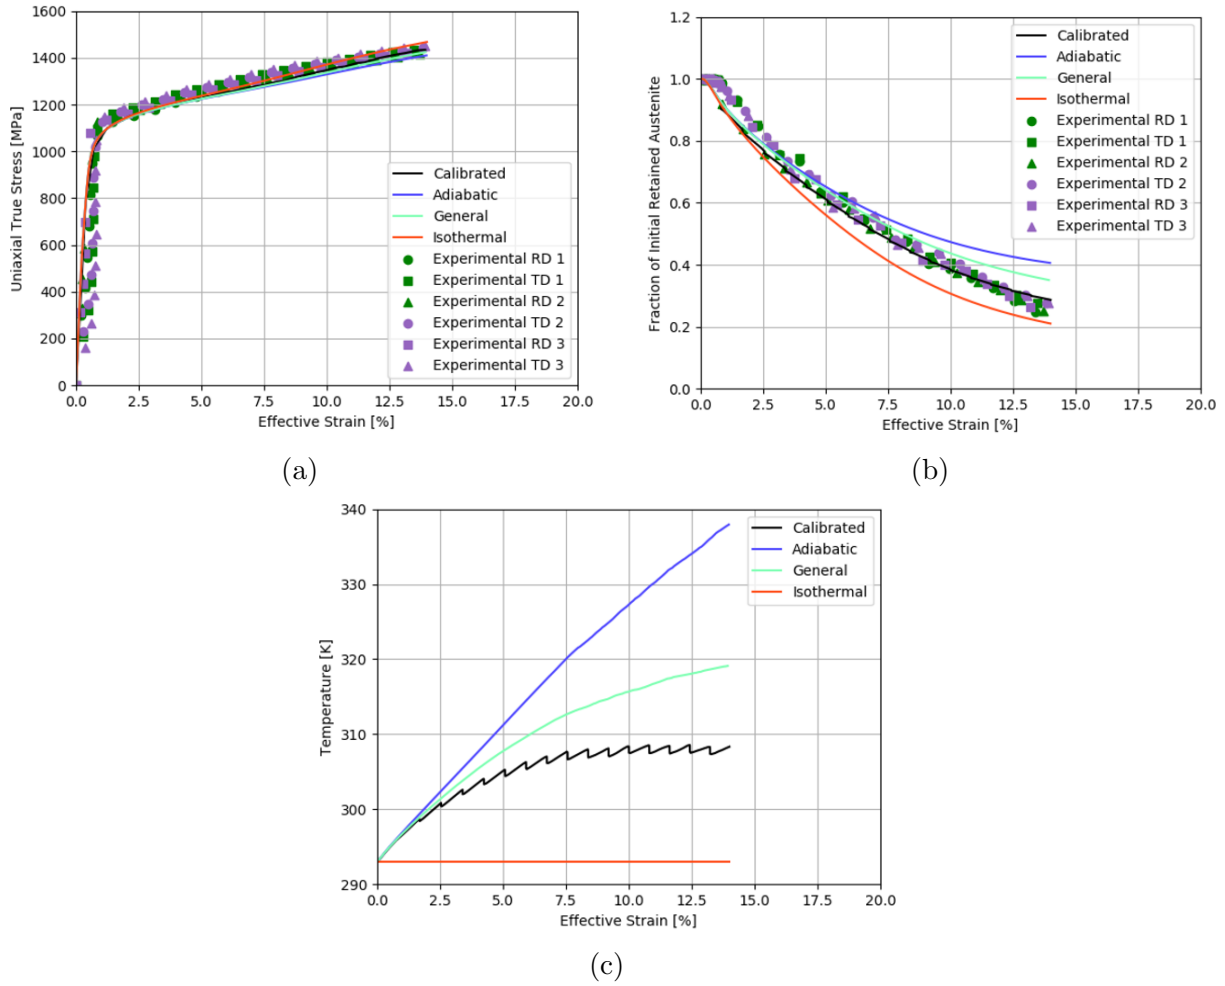 1600
1400
1200
1000
800
600
400
200
0
Uniaxial True Stress [MPa]
0.0 2.5 5.0 7.5 10.0 12.5 15.0 17.5 20.0
Effective Strain [%]
Calibrated
Adiabatic
General
Isothermal
Experimental RD 1
Experimental TD 1
Experimental RD 2
Experimental TD 2
Experimental RD 3
Experimental TD 3
(a)
1.2
1.0
0.8
0.6
0.4
0.2
0.0
Fraction of Initial Retained Austenite
0.0 2.5 5.0 7.5 10.0 12.5 15.0 17.5 20.0
Effective Strain [%]
Calibrated
Adiabatic
General
Isothermal
Experimental RD 1
Experimental TD 1
Experimental RD 2
Experimental TD 2
Experimental RD 3
Experimental TD 3
(b)
340
330
320
310
300
290
Temperature [K]
0.0 2.5 5.0 7.5 10.0 12.5 15.0 17.5 20.0
Effective Strain [%]
Calibrated
Adiabatic
General
Isothermal
(c)